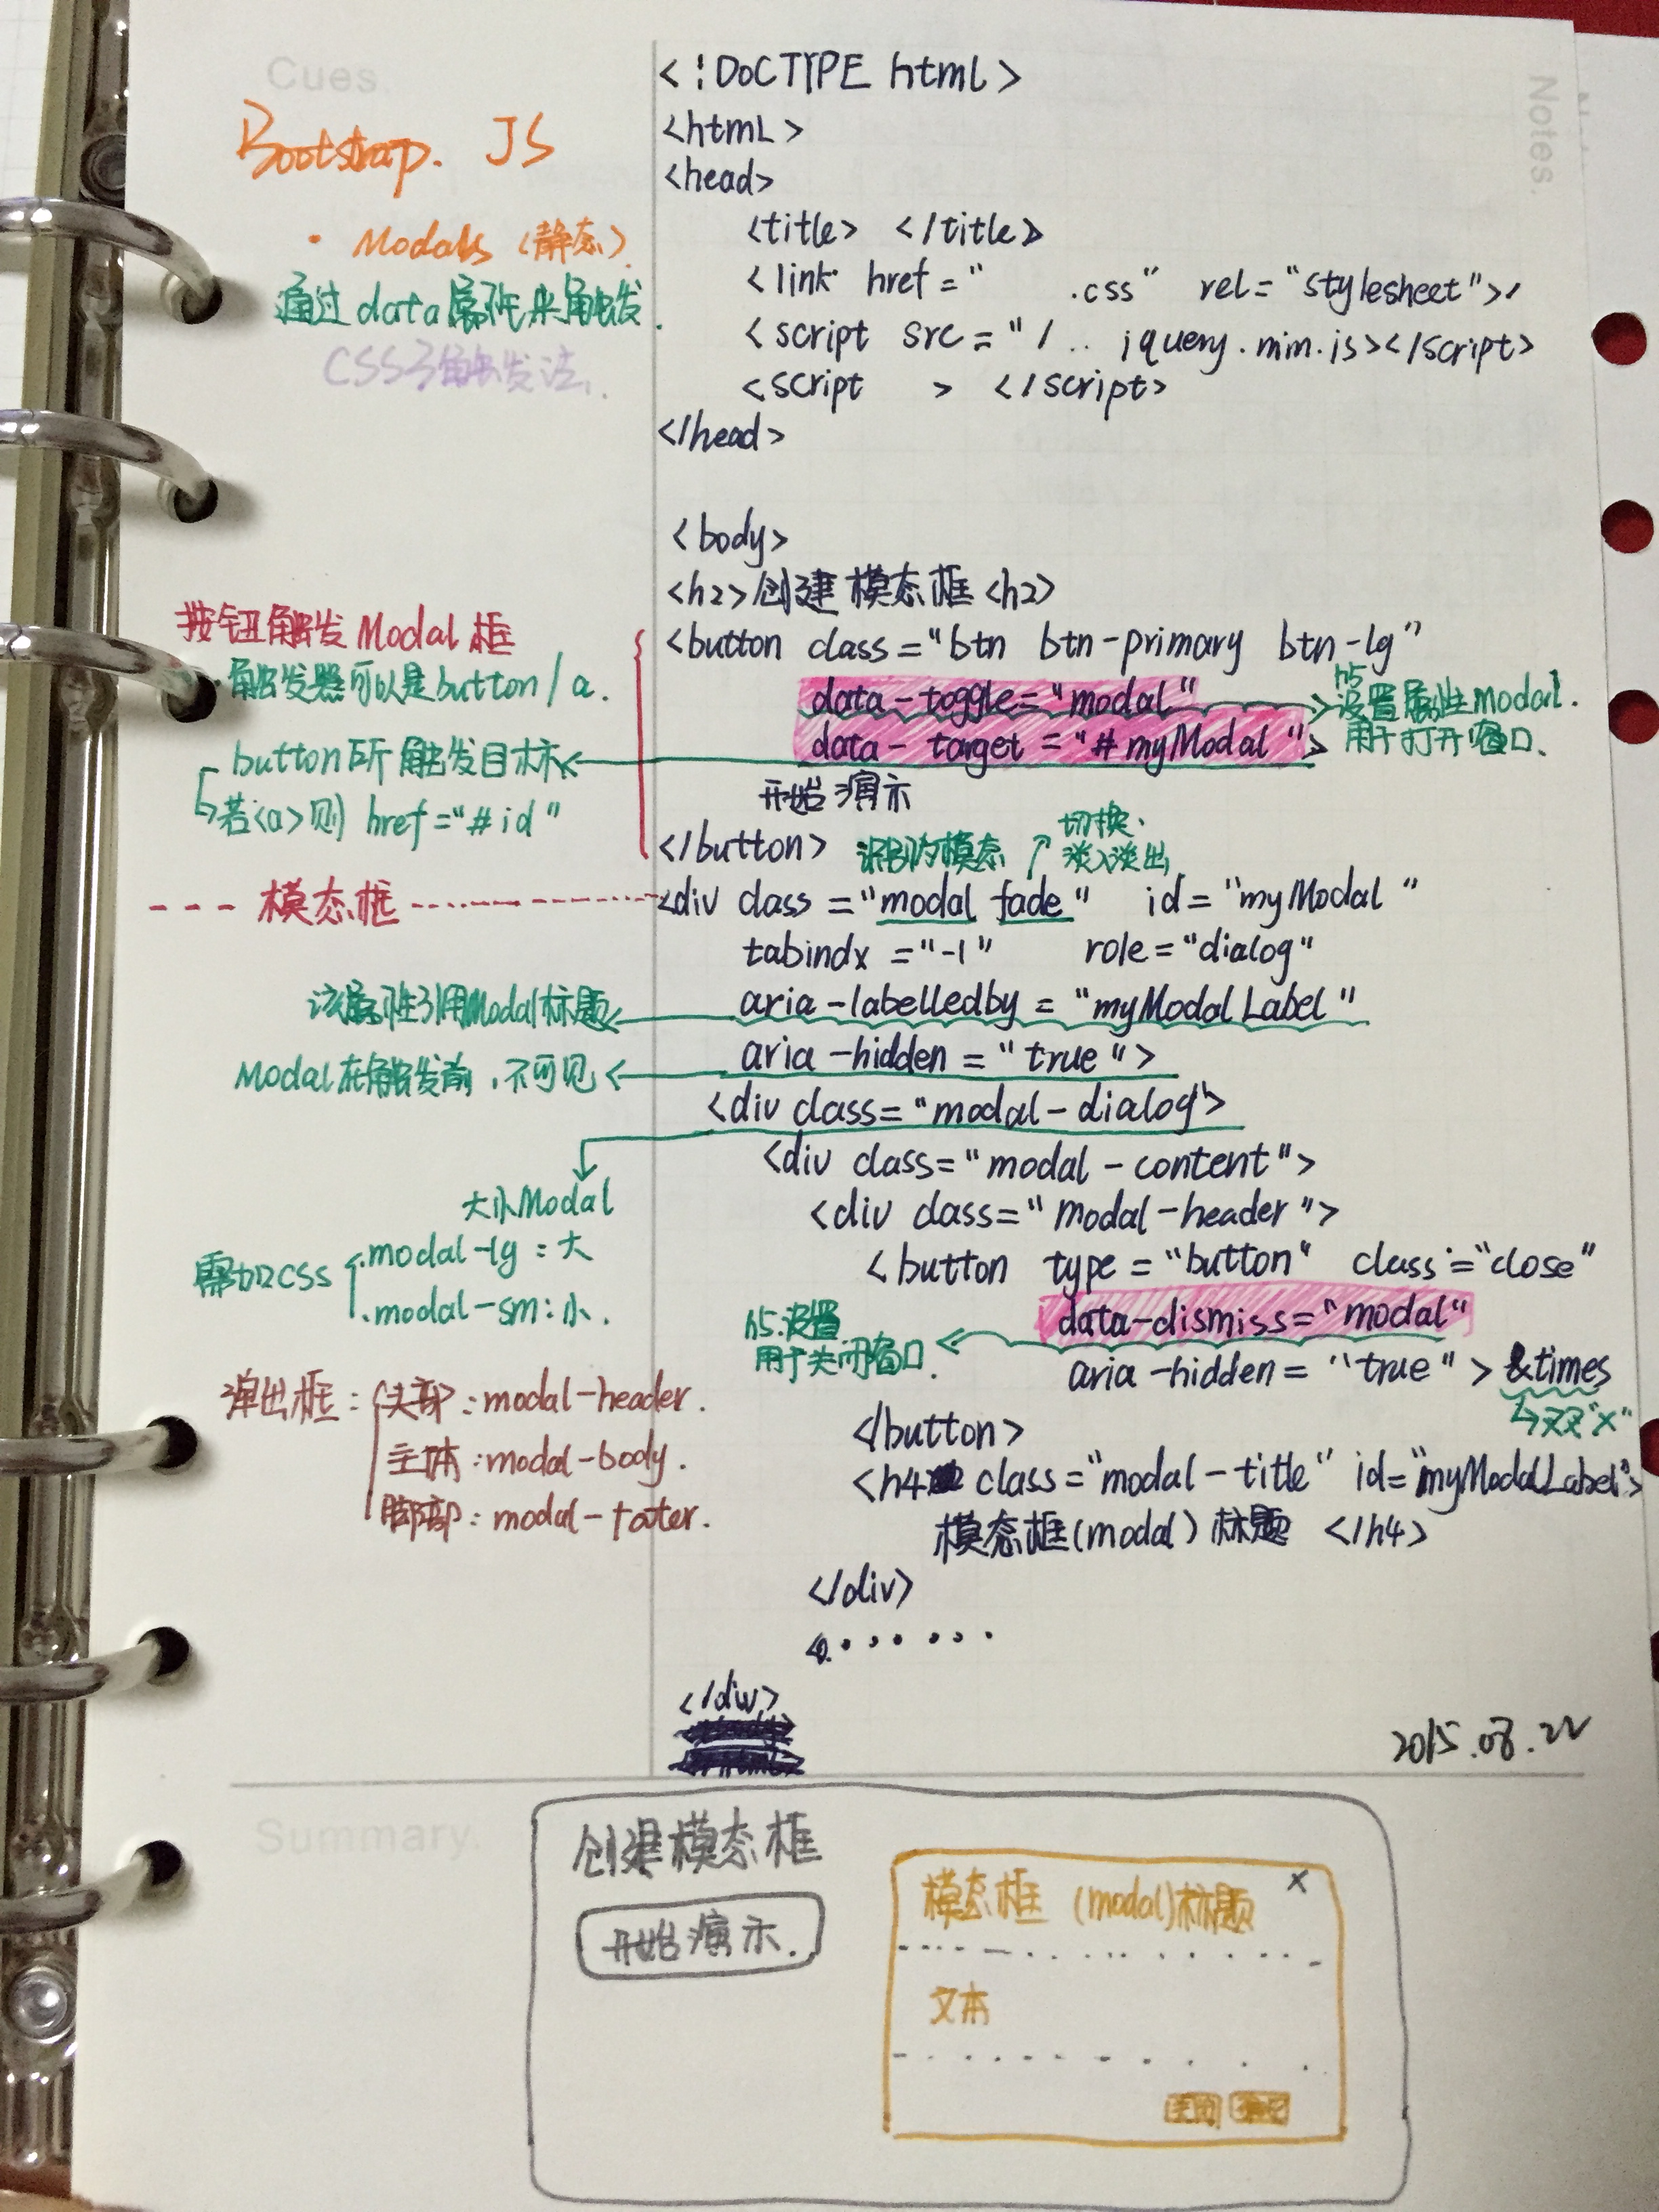 Cues
Bootstrap. JS
· Modals (静态)
通过data属性来触发.
CSS3触发法.
Notes.
<!DOCTYPE html>
<html>
<head>
<title> </title>
<link href=" .css" rel="stylesheet">
<script src="/.. jquery.min.js></script>
<script > </script>
</head>
<body>
<h2>创建模态框<h2>
按钮触发Modal框
<button class="btn btn-primary btn-lg"
·触发器可以是button/a.
data-toggle="modal"
h5
设置属性modal.
用于打开窗口.
data-target="#myModal">
button所触发目标
若<a>则 href="#id"
开始演示
</button>
识别为模态
切换.
淡入淡出
--- 模态框
<div class="modal fade" id="myModal"
tabindx="-1" role="dialog"
该属性引用Modal标题
aria-labelledby="myModalLabel"
Modal在触发前,不可见
aria-hidden="true">
<div class="modal-dialog">
<div class="modal-content">
大小Modal
需加CSS
.modal-lg:大
.modal-sm:小.
<div class="modal-header">
<button type="button" class="close"
data-dismiss="modal"
h5.设置
用于关闭窗口.
aria-hidden="true">&times
"x"
弹出框:
头部:modal-header.
主体:modal-body.
脚部:modal-foter.
</button>
<h4 class="modal-title" id="myModalLabel">
模态框(modal)标题 </h4>
</div>
<.......
</div>
2015.08.22
Summary.
创建模态框
开始演示.
模态框 (modal)标题
x
文本
关闭